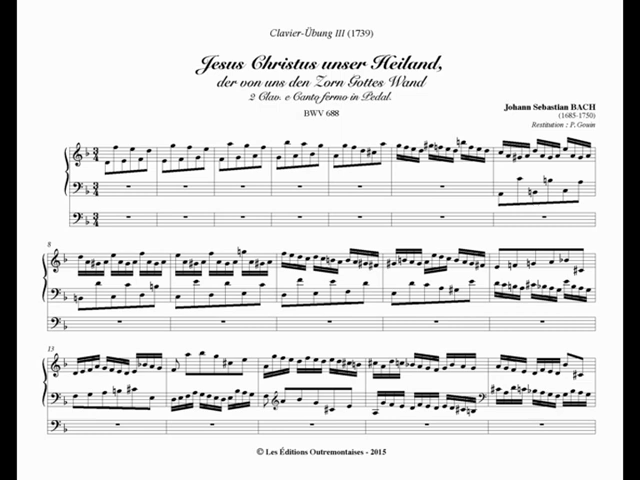 Clavier-Übung III (1739)
Jesus Christus unser Heiland,
der von uns den Zorn Gottes Wand
2 Clav. e Canto fermo in Pedal.
BWV 688
Johann Sebastian BACH
(1685-1750)
Restitution : P. Gouin
8
13
© Les Éditions Outremontaises - 2015